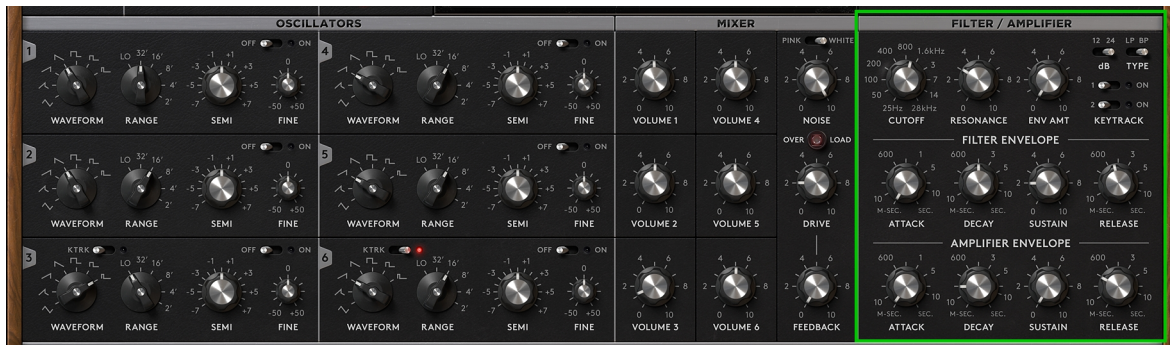 OSCILLATORS
MIXER
FILTER / AMPLIFIER
1
OFF ON
WAVEFORM
LO 32' 16' 8' 4' 2'
RANGE
-7 -5 -3 -1 +1 +3 +5 +7
SEMI
-50 0 +50
FINE
4
OFF ON
WAVEFORM
LO 32' 16' 8' 4' 2'
RANGE
-7 -5 -3 -1 +1 +3 +5 +7
SEMI
-50 0 +50
FINE
0 2 4 6 8 10
VOLUME 1
0 2 4 6 8 10
VOLUME 4
PINK WHITE
0 2 4 6 8 10
NOISE
25Hz 50 100 200 400 800 1.6kHz 3 7 14 28kHz
CUTOFF
0 2 4 6 8 10
RESONANCE
0 2 4 6 8 10
ENV AMT
12 24
dB
LP BP
TYPE
1 ON
2 ON
KEYTRACK
2
OFF ON
WAVEFORM
LO 32' 16' 8' 4' 2'
RANGE
-7 -5 -3 -1 +1 +3 +5 +7
SEMI
-50 0 +50
FINE
5
OFF ON
WAVEFORM
LO 32' 16' 8' 4' 2'
RANGE
-7 -5 -3 -1 +1 +3 +5 +7
SEMI
-50 0 +50
FINE
0 2 4 6 8 10
VOLUME 2
0 2 4 6 8 10
VOLUME 5
OVER LOAD
0 2 4 6 8 10
DRIVE
FILTER ENVELOPE
10 600 1 5 10
M-SEC. SEC.
ATTACK
10 600 1 5 10
M-SEC. SEC.
DECAY
0 2 4 6 8 10
SUSTAIN
10 600 1 5 10
M-SEC. SEC.
RELEASE
3
KTRK
OFF ON
WAVEFORM
LO 32' 16' 8' 4' 2'
RANGE
-7 -5 -3 -1 +1 +3 +5 +7
SEMI
-50 0 +50
FINE
6
KTRK
OFF ON
WAVEFORM
LO 32' 16' 8' 4' 2'
RANGE
-7 -5 -3 -1 +1 +3 +5 +7
SEMI
-50 0 +50
FINE
0 2 4 6 8 10
VOLUME 3
0 2 4 6 8 10
VOLUME 6
0 2 4 6 8 10
FEEDBACK
AMPLIFIER ENVELOPE
10 600 1 5 10
M-SEC. SEC.
ATTACK
10 600 1 5 10
M-SEC. SEC.
DECAY
0 2 4 6 8 10
SUSTAIN
10 600 1 5 10
M-SEC. SEC.
RELEASE